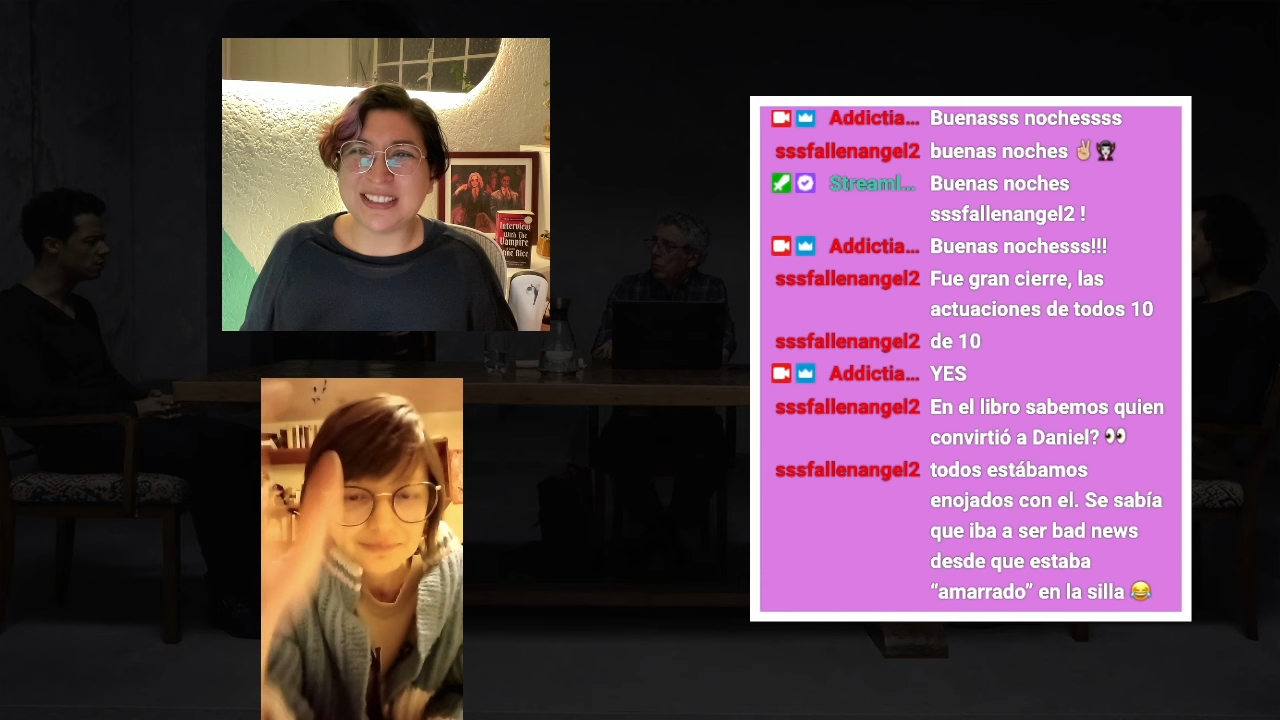 Interview
With The
Vampire
Anne Rice
Addictia... Buenasss nochessss
sssfallenangel2 buenas noches ✌🏼🧛🏻
Streaml... Buenas noches
sssfallenangel2 !
Addictia... Buenas nochesss!!!
sssfallenangel2 Fue gran cierre, las
actuaciones de todos 10
sssfallenangel2 de 10
Addictia... YES
sssfallenangel2 En el libro sabemos quien
convirtió a Daniel? 👀
sssfallenangel2 todos estábamos
enojados con el. Se sabía
que iba a ser bad news
desde que estaba
“amarrado” en la silla 😂